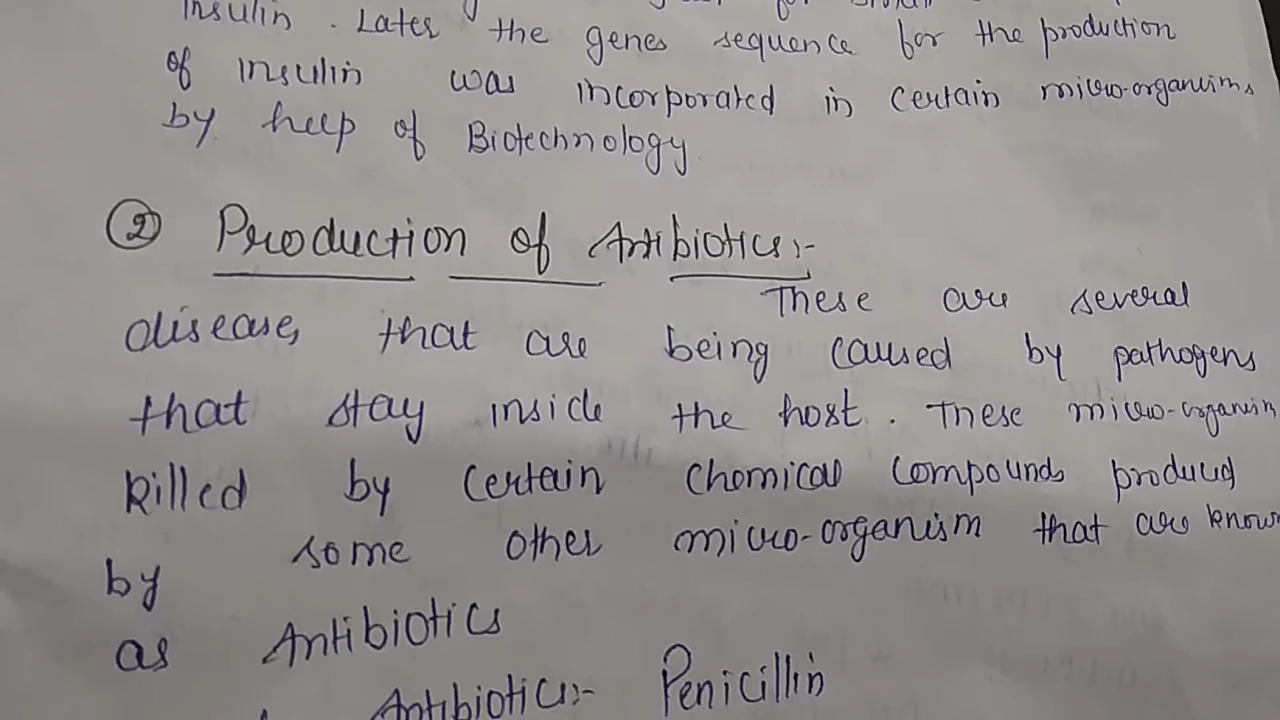 Insulin. Later the genes sequence for the production
of insulin was incorporated in certain micro-organism,
by heep of Biotechnology
② Production of Antibiotics:-
These are several
disease, that are being caused by pathogens
that stay inside the host. These micro-organism
killed by certain chemical compounds produced
by some other micro-organism that are known
as Antibiotics
Antibiotics:- Penicillin